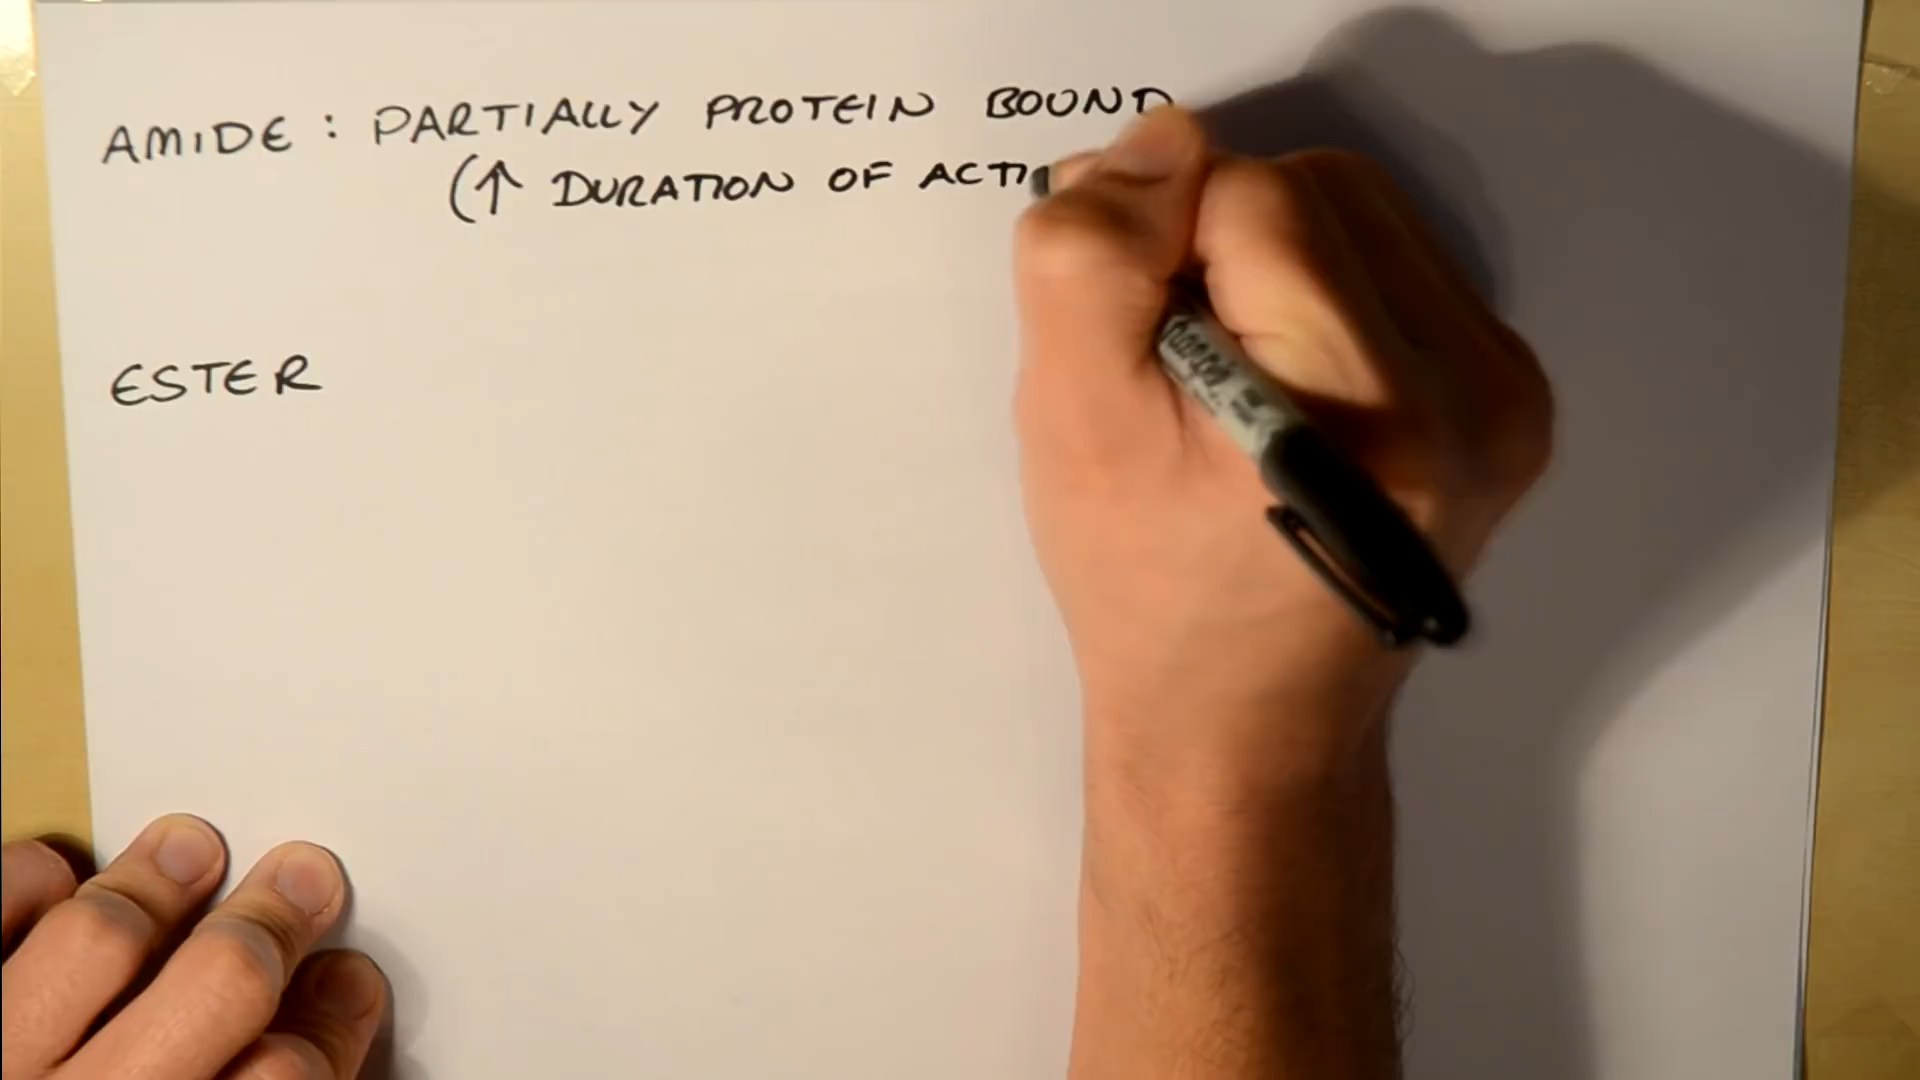 AMIDE : PARTIALLY PROTEIN BOUND
(↑ DURATION OF ACTI
ESTER